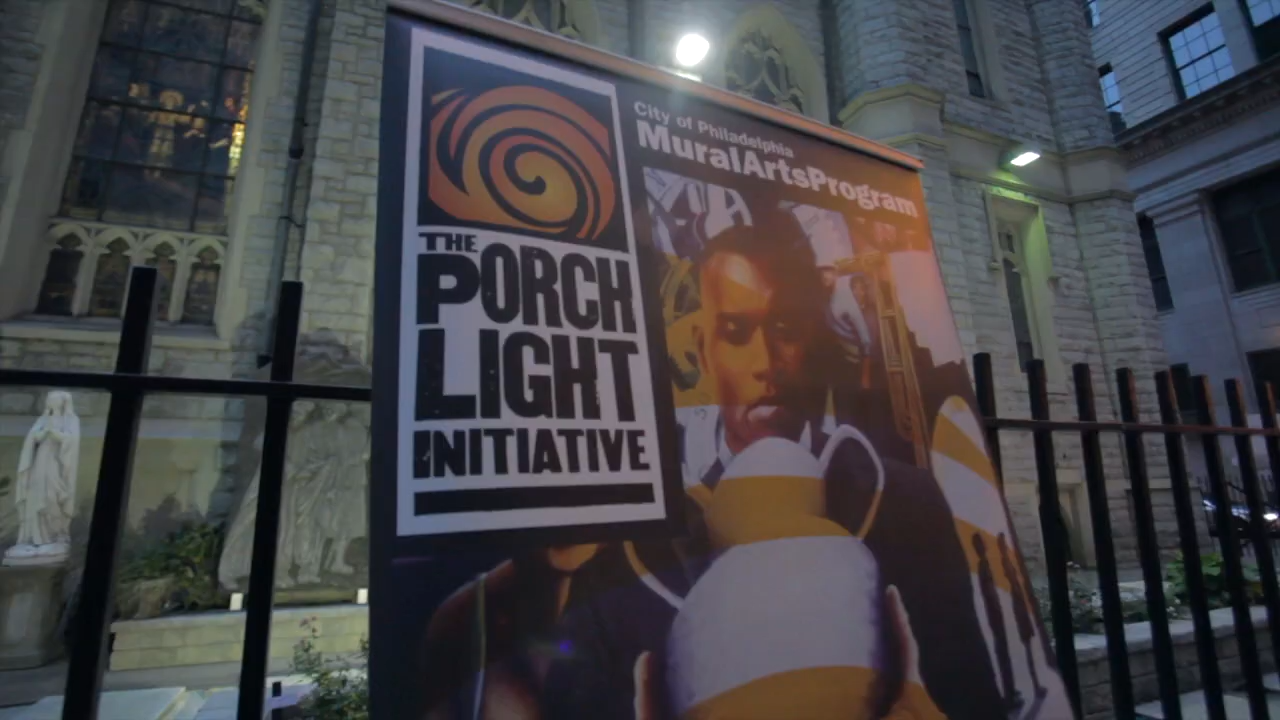 THE
PORCH
LIGHT
INITIATIVE
City of Philadelphia
MuralArtsProgram